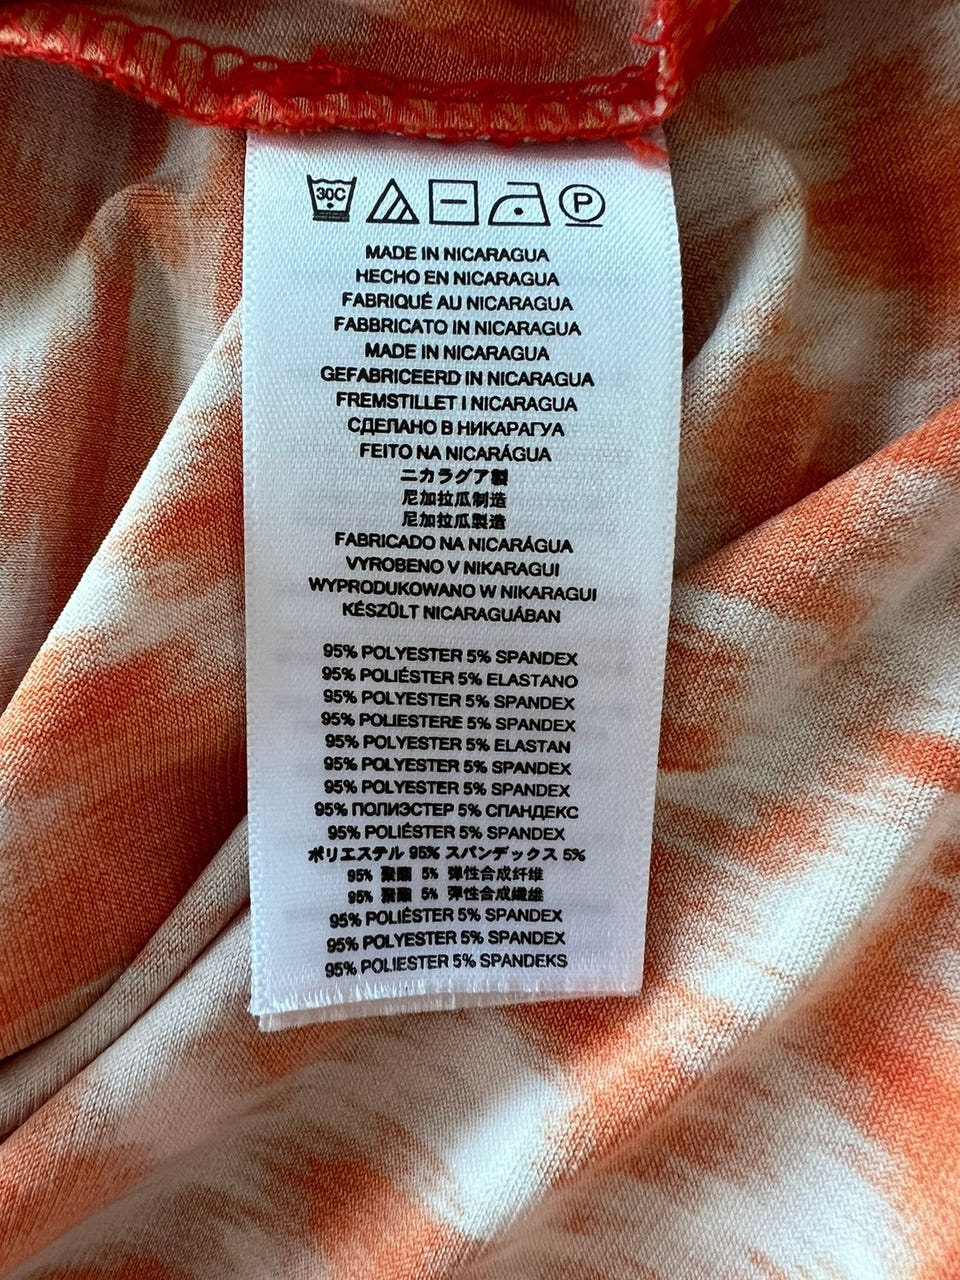 30C P
MADE IN NICARAGUA
HECHO EN NICARAGUA
FABRIQUÉ AU NICARAGUA
FABBRICATO IN NICARAGUA
MADE IN NICARAGUA
GEFABRICEERD IN NICARAGUA
FREMSTILLET I NICARAGUA
СДЕЛАНО В НИКАРАГУА
FEITO NA NICARÁGUA
ニカラグア製
尼加拉瓜制造
尼加拉瓜製造
FABRICADO NA NICARÁGUA
VYROBENO V NIKARAGUI
WYPRODUKOWANO W NIKARAGUI
KÉSZÜLT NICARAGUÁBAN
95% POLYESTER 5% SPANDEX
95% POLIÉSTER 5% ELASTANO
95% POLYESTER 5% SPANDEX
95% POLIESTERE 5% SPANDEX
95% POLYESTER 5% ELASTAN
95% POLYESTER 5% SPANDEX
95% POLYESTER 5% SPANDEX
95% ПОЛИЭСТЕР 5% СПАНДЕКС
95% POLIÉSTER 5% SPANDEX
ポリエステル 95% スパンデックス 5%
95% 聚酯 5% 弹性合成纤维
95% 聚酯 5% 彈性合成纖維
95% POLIÉSTER 5% SPANDEX
95% POLYESTER 5% SPANDEX
95% POLIESTER 5% SPANDEKS